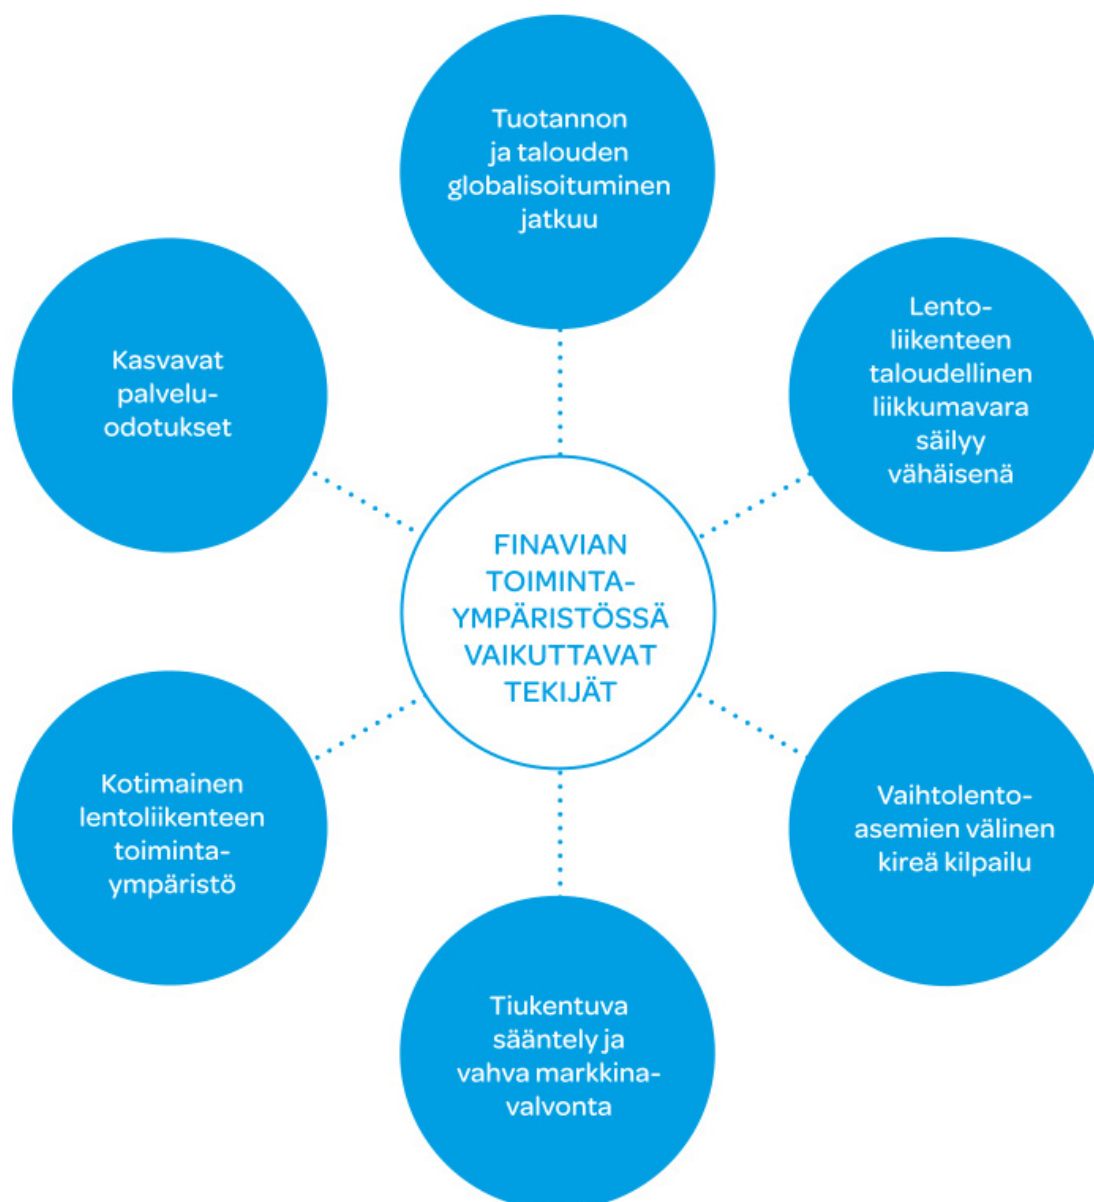 Tuotannon
ja talouden
globalisoituminen
jatkuu
Lento-
liikenteen
taloudellinen
liikkumavara
säilyy
vähäisenä
Kasvavat
palvelu-
odotukset
FINAVIAN
TOIMINTA-
YMPÄRISTÖSSÄ
VAIKUTTAVAT
TEKIJÄT
Kotimainen
lentoliikenteen
toiminta-
ympäristö
Vaihtolento-
asemien välinen
kireä kilpailu
Tiukentuva
sääntely ja
vahva markkina-
valvonta